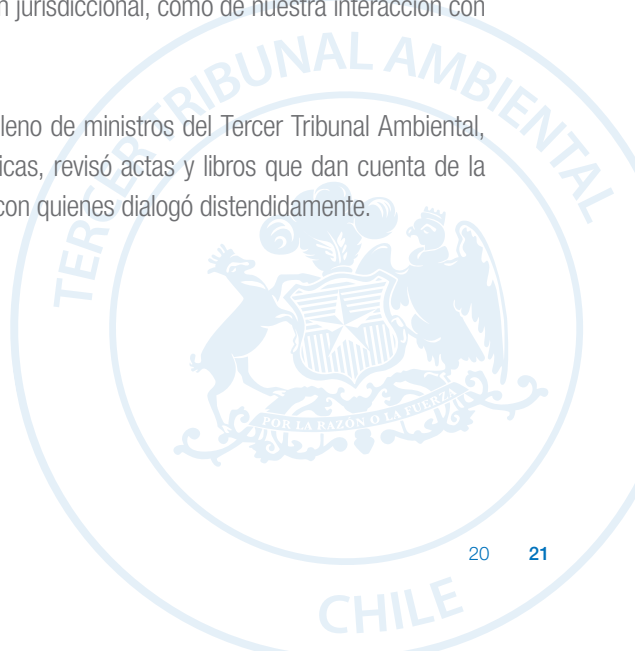 n jurisdiccional, como de nuestra interacción con
leno de ministros del Tercer Tribunal Ambiental,
icas, revisó actas y libros que dan cuenta de la
con quienes dialogó distendidamente.
TERCER TRIBUNAL AMBIENTAL
POR LA RAZÓN O LA FUERZA
20 21
CHILE